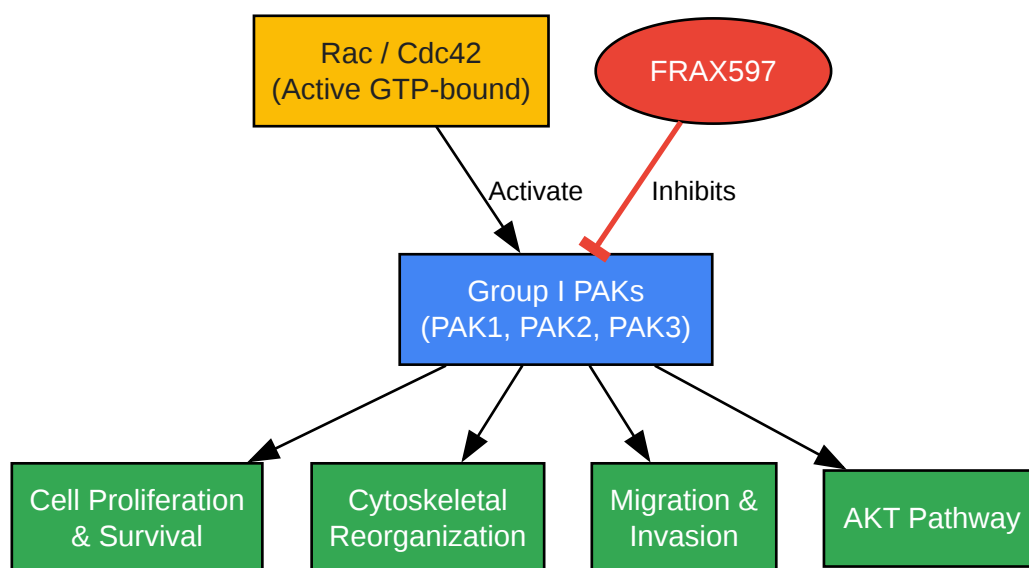 Rac / Cdc42
(Active GTP-bound)
FRAX597
Activate
Inhibits
Group I PAKs
(PAK1, PAK2, PAK3)
Cell Proliferation
& Survival
Cytoskeletal
Reorganization
Migration &
Invasion
AKT Pathway